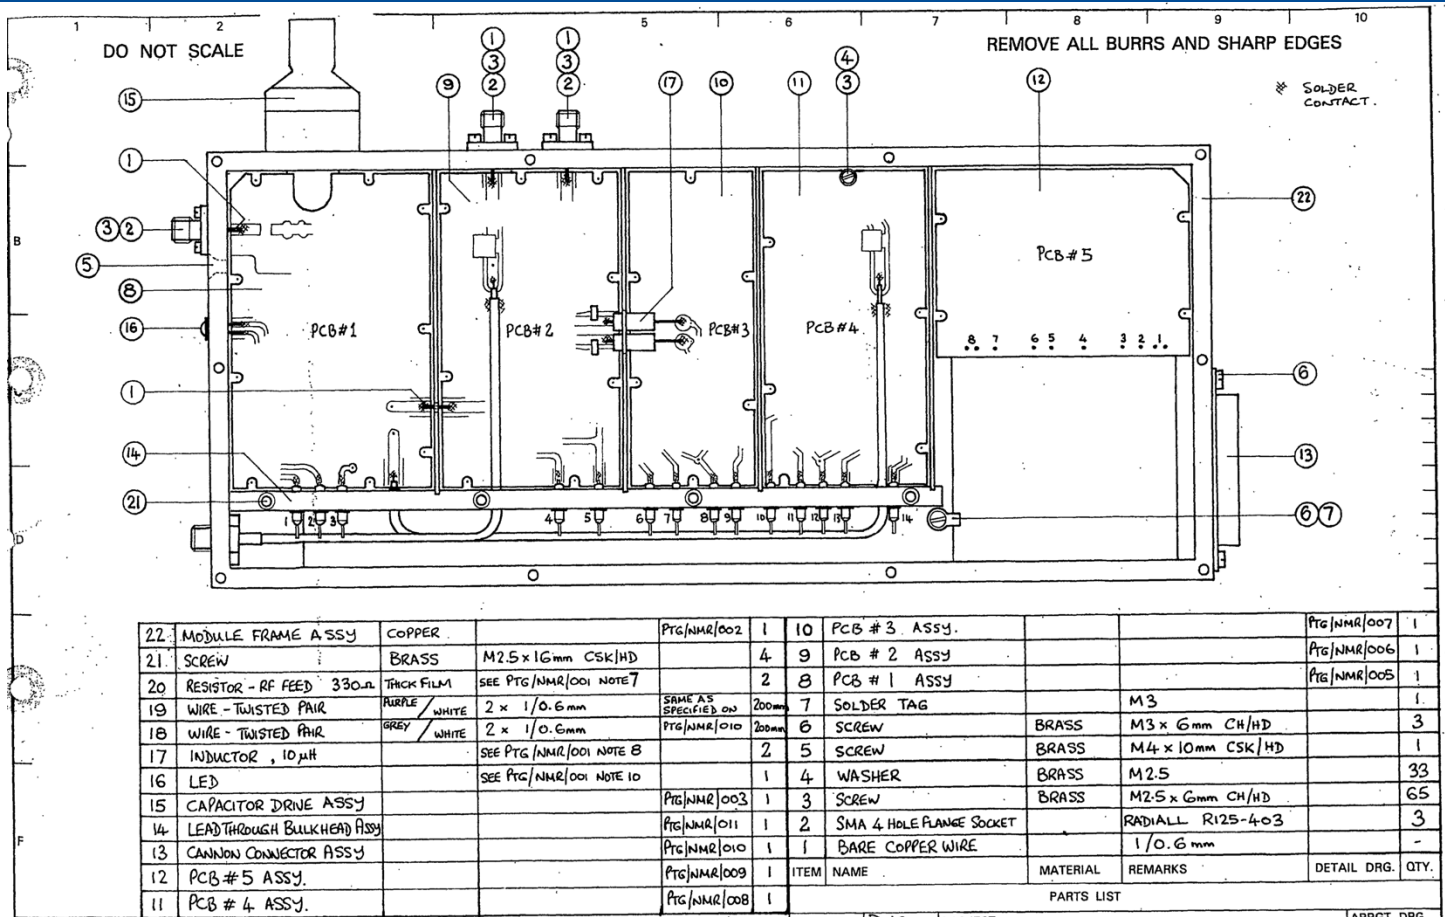 1 2 5 6 7 8 9 10
DO NOT SCALE
REMOVE ALL BURRS AND SHARP EDGES
SOLDER
CONTACT.
1 1 4
3 3 3
2 2
15 9 17 10 11 12
1
3 2
B
5
8
16
22
PCB#1 PCB#2 PCB#3 PCB#4 PCB#5
8 7 6 5 4 3 2 1
6
1
14
13
21
1 2 3 4 5 6 7 8 9 10 11 12 13 14
6 7
D
22 MODULE FRAME ASSY COPPER PTG/NMR/002 1 10 PCB #3 ASSY. PTG/NMR/007 1
21 SCREW BRASS M2.5 x 16mm CSK/HD 4 9 PCB # 2 ASSY PTG/NMR/006 1
20 RESISTOR - RF FEED 330Ω THICK FILM SEE PTG/NMR/001 NOTE 7 2 8 PCB # 1 ASSY PTG/NMR/005 1
19 WIRE - TWISTED PAIR PURPLE/WHITE 2 x 1/0.6mm SAME AS SPECIFIED ON 200mm 7 SOLDER TAG M3 1
18 WIRE - TWISTED PAIR GREY/WHITE 2 x 1/0.6mm PTG/NMR/010 200mm 6 SCREW BRASS M3 x 6mm CH/HD 3
17 INDUCTOR, 10μH SEE PTG/NMR/001 NOTE 8 2 5 SCREW BRASS M4 x 10mm CSK/HD 1
16 LED SEE PTG/NMR/001 NOTE 10 1 4 WASHER BRASS M2.5 33
15 CAPACITOR DRIVE ASSY PTG/NMR/003 1 3 SCREW BRASS M2.5 x 6mm CH/HD 65
14 LEADTHROUGH BULKHEAD ASSY PTG/NMR/011 1 2 SMA 4 HOLE FLANGE SOCKET RADIALL R125-403 3
F
13 CANNON CONNECTOR ASSY PTG/NMR/010 1 1 BARE COPPER WIRE 1/0.6 mm -
12 PCB #5 ASSY. PTG/NMR/009 1 ITEM NAME MATERIAL REMARKS DETAIL DRG. QTY.
11 PCB # 4 ASSY. PTG/NMR/008 1 PARTS LIST